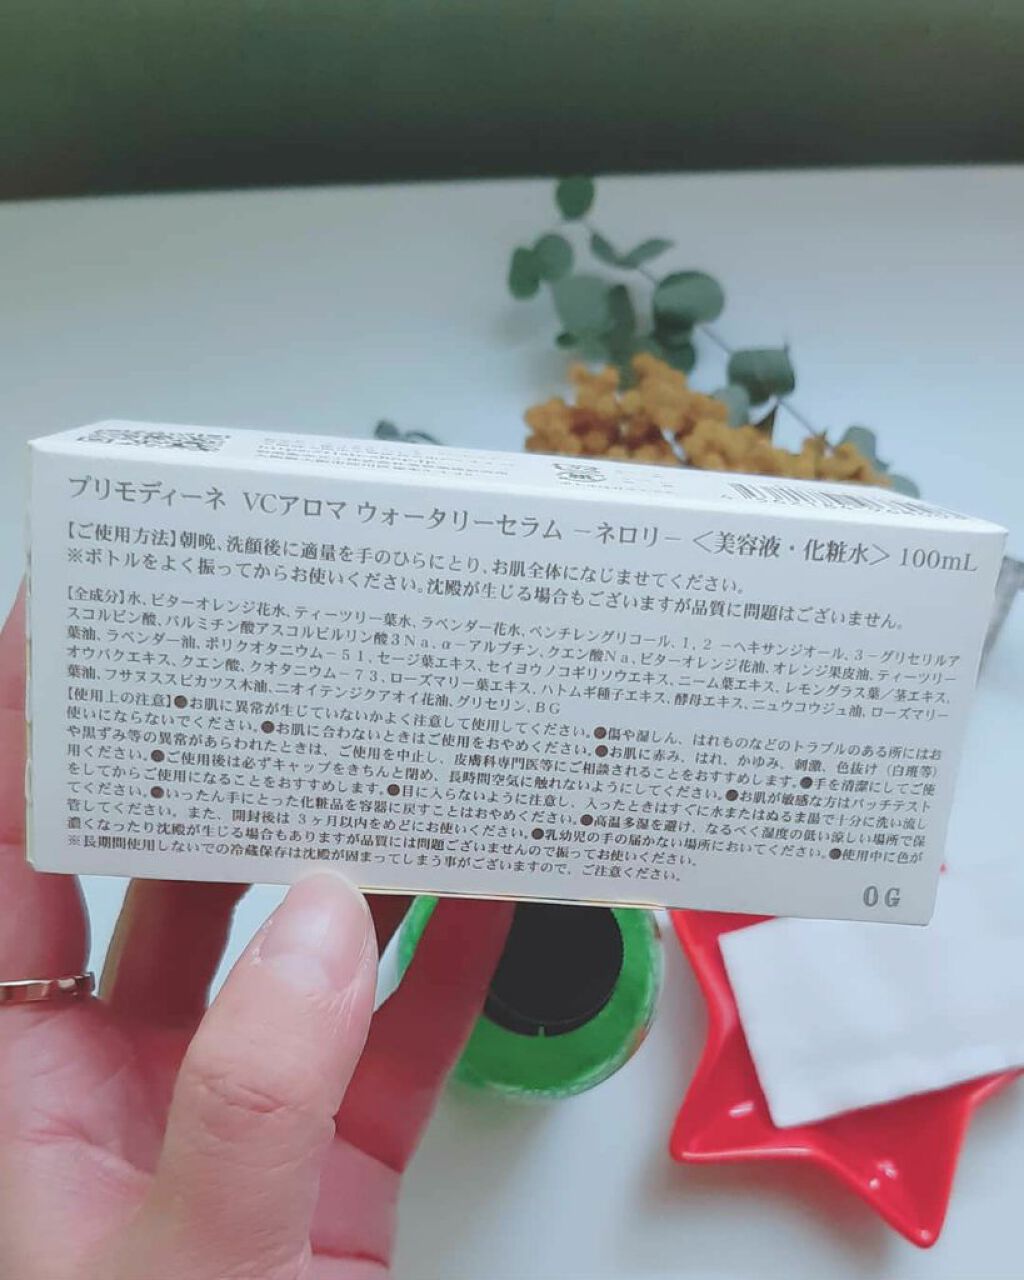 プリモディーネ VCアロマ ウォータリーセラム －ネロリ－ ＜美容液・化粧水＞ 100mL
【ご使用方法】朝晩、洗顔後に適量を手のひらにとり、お肌全体になじませてください。
※ボトルをよく振ってからお使いください。沈殿が生じる場合もございますが品質に問題はございません。
【全成分】水、ビターオレンジ花水、ティーツリー葉水、ラベンダー花水、ペンチレングリコール、1,2－ヘキサンジオール、3－グリセリルア
スコルビン酸、パルミチン酸アスコルビルリン酸3Na、α－アルブチン、クエン酸Na、ビターオレンジ花油、オレンジ果皮油、ティーツリー
葉油、ラベンダー油、ポリクオタニウム－51、セージ葉エキス、セイヨウノコギリソウエキス、ニーム葉エキス、レモングラス葉／茎エキス、
オウバクエキス、クエン酸、クオタニウム－73、ローズマリー葉エキス、ハトムギ種子エキス、酵母エキス、ニュウコウジュ油、ローズマリー
葉油、フサナススピカツス木油、ニオイテンジクアオイ花油、グリセリン、BG
【使用上の注意】●お肌に異常が生じていないかよく注意して使用してください。●傷や湿しん、はれものなどのトラブルのある所にはお
使いにならないでください。●お肌に合わないときはご使用をおやめください。●お肌に赤み、はれ、かゆみ、刺激、色抜け（白斑等）
や黒ずみ等の異常があらわれたときは、ご使用を中止し、皮膚科専門医等にご相談されることをおすすめします。●手を清潔にしてご使
用ください。●ご使用後は必ずキャップをきちんと閉め、長時間空気に触れないようにしてください。●お肌が敏感な方はパッチテスト
をしてからご使用になることをおすすめします。●目に入らないように注意し、入ったときはすぐに水またはぬるま湯で十分に洗い流し
てください。●いったん手にとった化粧品を容器に戻すことはおやめください。●高温多湿を避け、なるべく湿度の低い涼しい場所で保
管してください。また、開封後は3ヶ月以内をめどにお使いください。●乳幼児の手の届かない場所においてください。●使用中に色が
濃くなったり沈殿が生じる場合もありますが品質には問題ございませんので振ってお使いください。
※長期間使用しないでの冷蔵保存は沈殿が固まってしまう事がございますので、ご注意ください。
0G